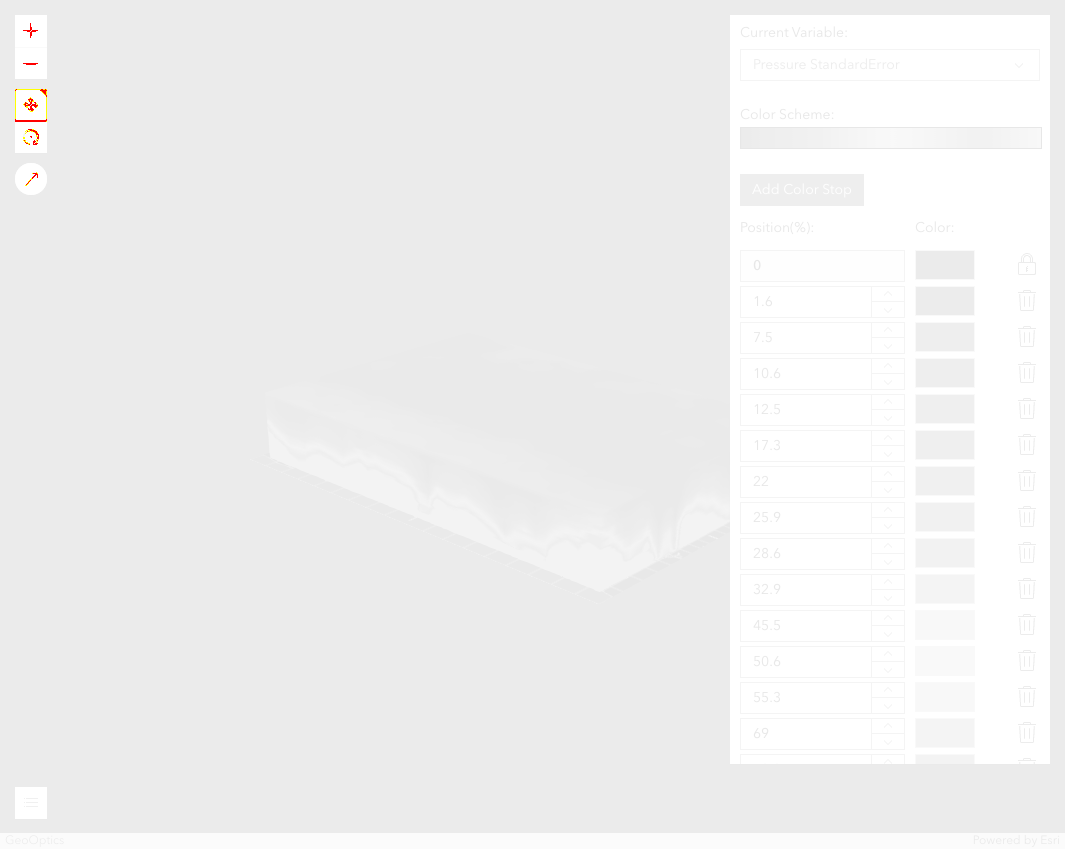 Current Variable:
Pressure StandardError
Color Scheme:
Add Color Stop
Position(%): Color:
0
1.6
7.5
10.6
12.5
17.3
22
25.9
28.6
32.9
45.5
50.6
55.3
69
GeoOptics Powered by Esri